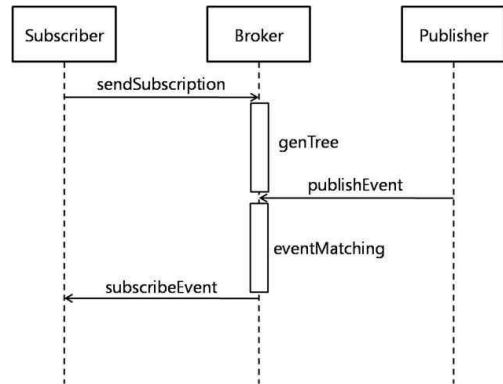 Subscriber Broker Publisher
sendSubscription
genTree
publishEvent
eventMatching
subscribeEvent